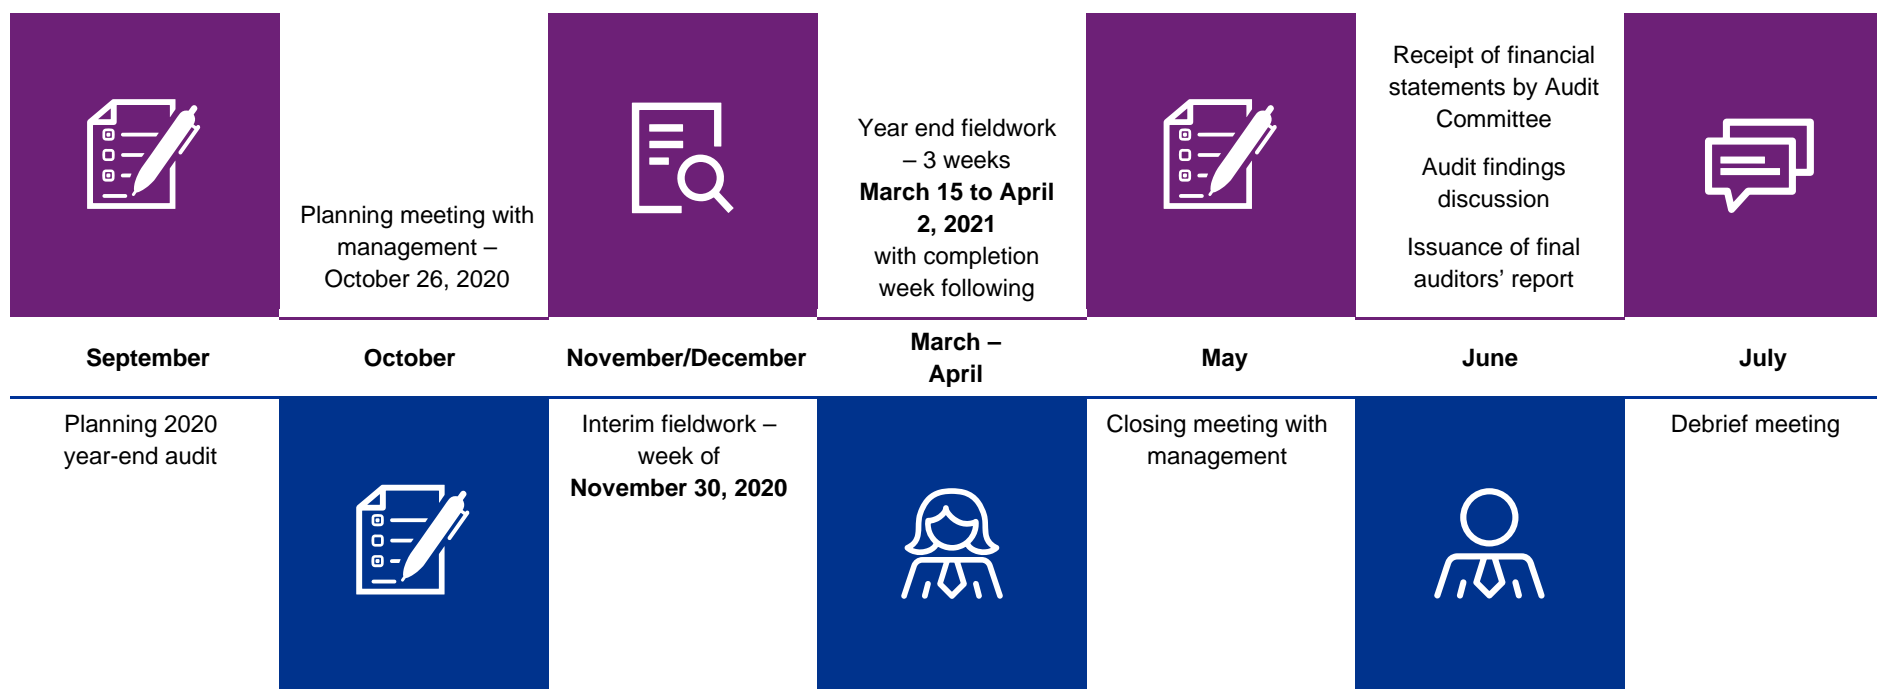 Planning meeting with
management –
October 26, 2020
Year end fieldwork
– 3 weeks
March 15 to April
2, 2021
with completion
week following
Receipt of financial
statements by Audit
Committee
Audit findings
discussion
Issuance of final
auditors’ report
September
October
November/December
March –
April
May
June
July
Planning 2020
year-end audit
Interim fieldwork –
week of
November 30, 2020
Closing meeting with
management
Debrief meeting